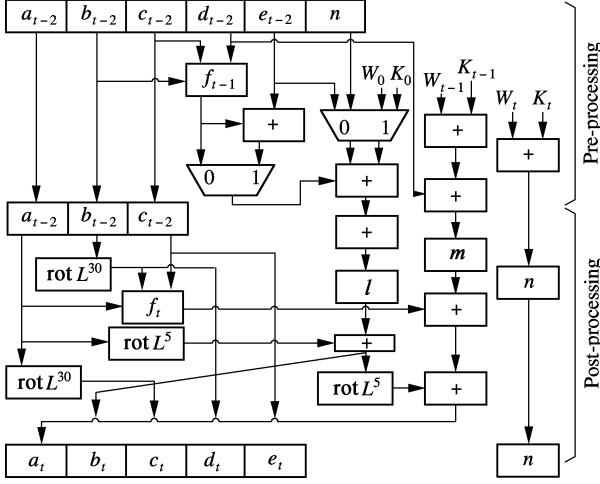 a_{t−2} b_{t−2} c_{t−2} d_{t−2} e_{t−2} n
W_0 K_0 W_{t−1} K_{t−1}
f_{t−1}
W_t K_t
+
0 1
+
+
0 1
+
+
a_{t−2} b_{t−2} c_{t−2}
+
rot L^{30}
m
l
n
f_t
+
rot L^5
+
rot L^{30}
rot L^5
+
a_t b_t c_t d_t e_t
n
Pre-processing
Post-processing